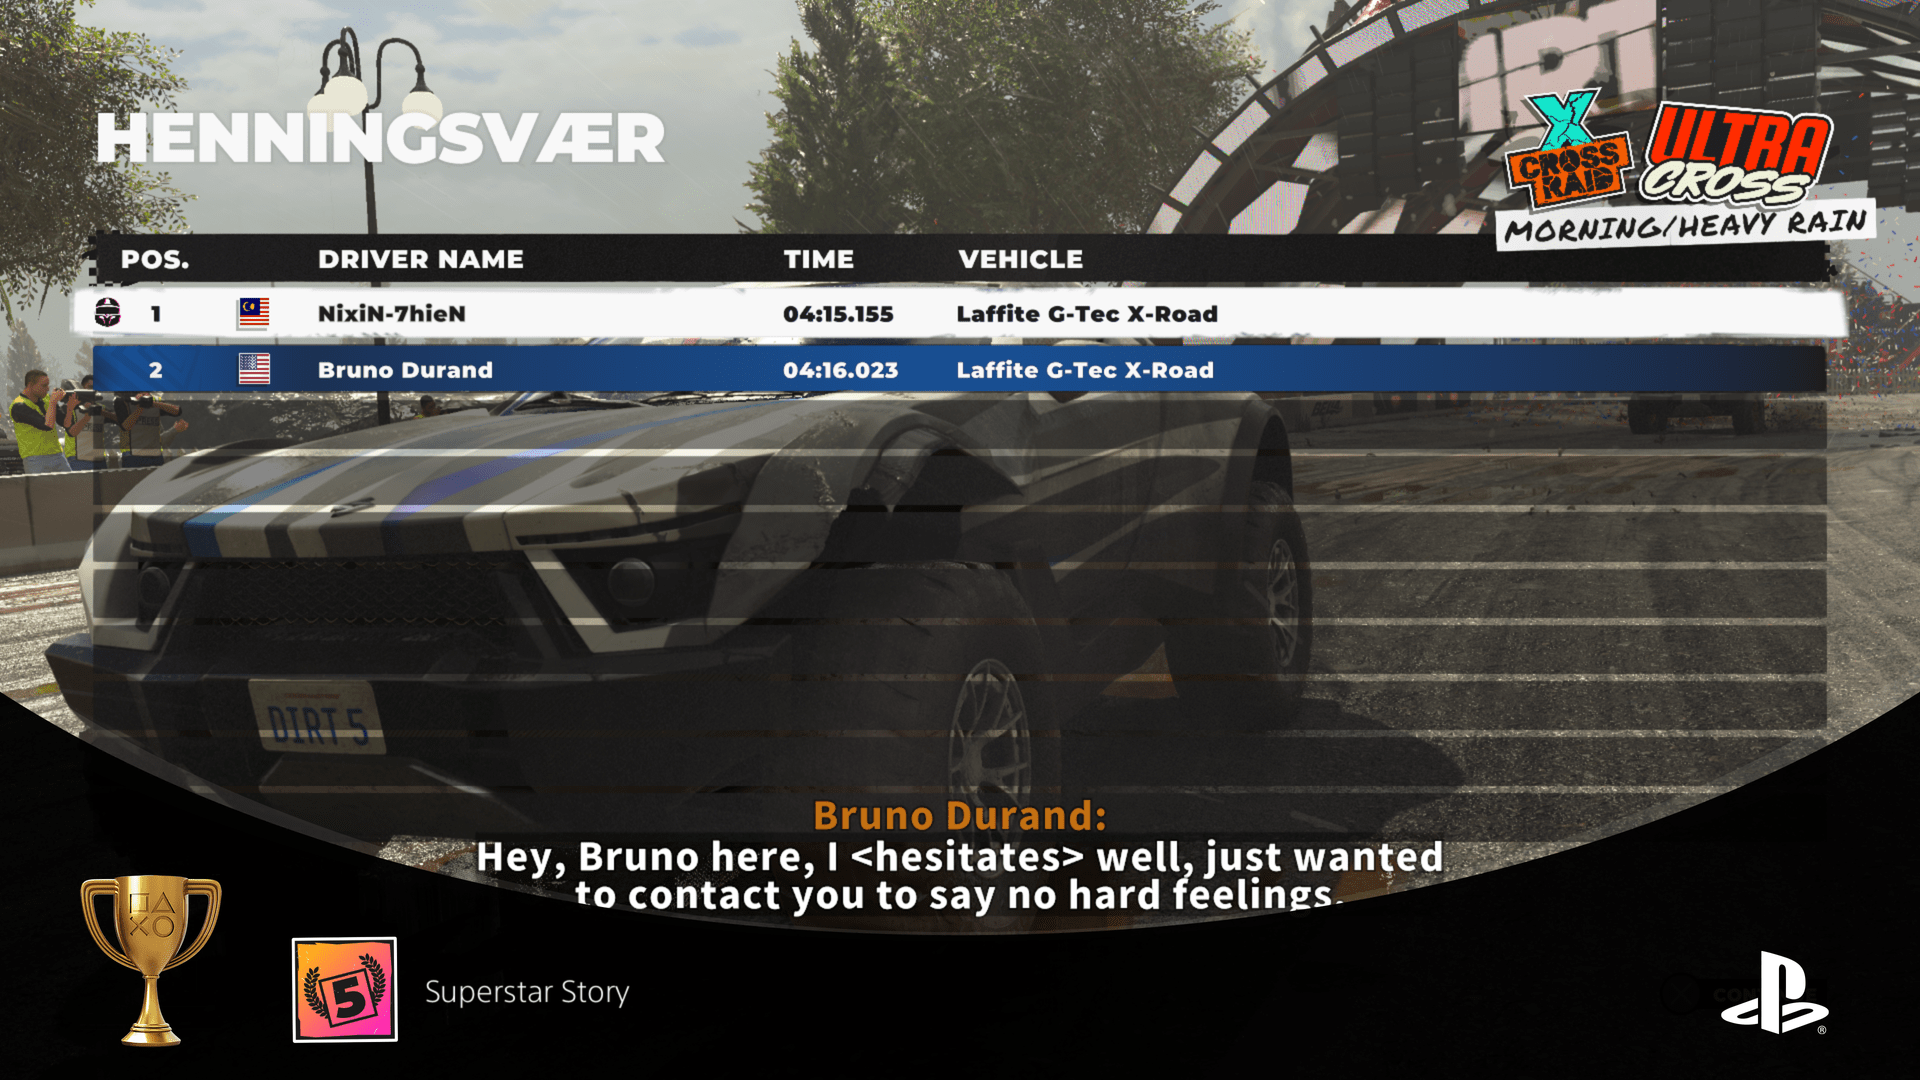 HENNINGSVÆR
X
CROSS
RAID
ULTRA
CROSS
MORNING/HEAVY RAIN
POS. DRIVER NAME TIME VEHICLE
1 NixiN-7hieN 04:15.155 Laffite G-Tec X-Road
2 Bruno Durand 04:16.023 Laffite G-Tec X-Road
DIRT 5
Bruno Durand:
Hey, Bruno here, I <hesitates> well, just wanted
to contact you to say no hard feelings.
5
Superstar Story
®